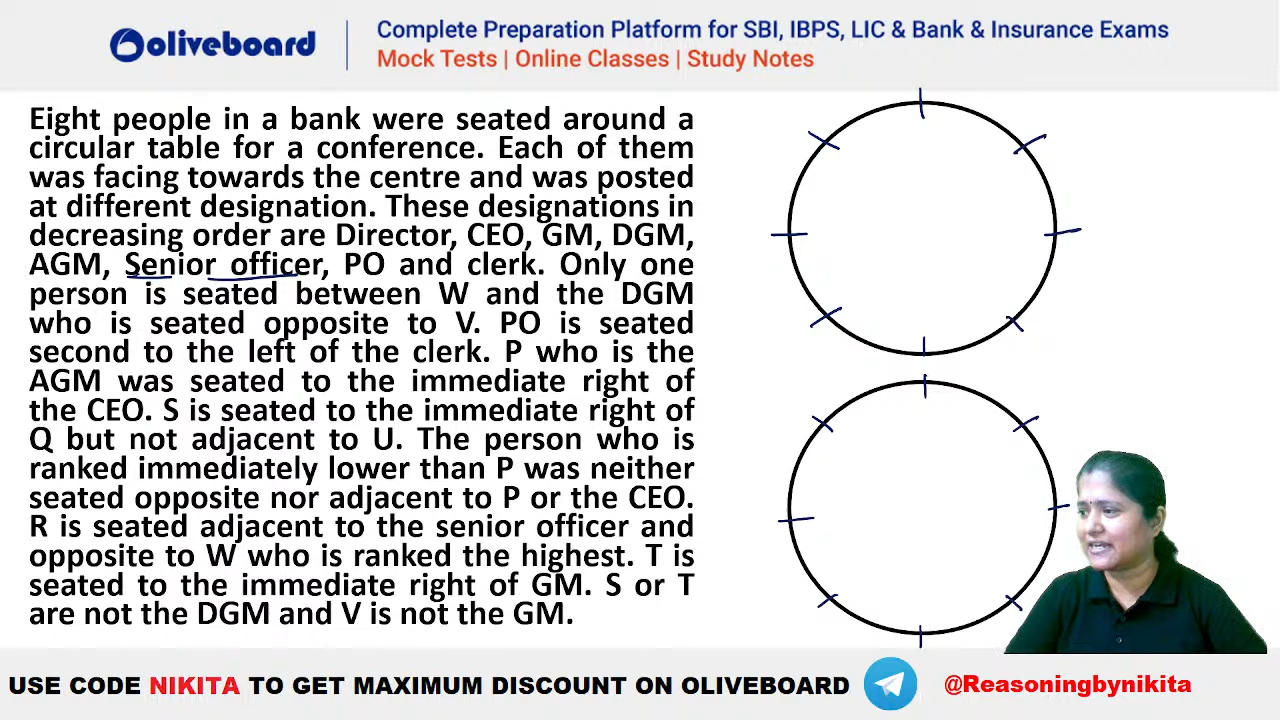 oliveboard
Complete Preparation Platform for SBI, IBPS, LIC & Bank & Insurance Exams
Mock Tests | Online Classes | Study Notes
Eight people in a bank were seated around a
circular table for a conference. Each of them
was facing towards the centre and was posted
at different designation. These designations in
decreasing order are Director, CEO, GM, DGM,
AGM, Senior officer, PO and clerk. Only one
person is seated between W and the DGM
who is seated opposite to V. PO is seated
second to the left of the clerk. P who is the
AGM was seated to the immediate right of
the CEO. S is seated to the immediate right of
Q but not adjacent to U. The person who is
ranked immediately lower than P was neither
seated opposite nor adjacent to P or the CEO.
R is seated adjacent to the senior officer and
opposite to W who is ranked the highest. T is
seated to the immediate right of GM. S or T
are not the DGM and V is not the GM.
USE CODE NIKITA TO GET MAXIMUM DISCOUNT ON OLIVEBOARD
@Reasoningbynikita